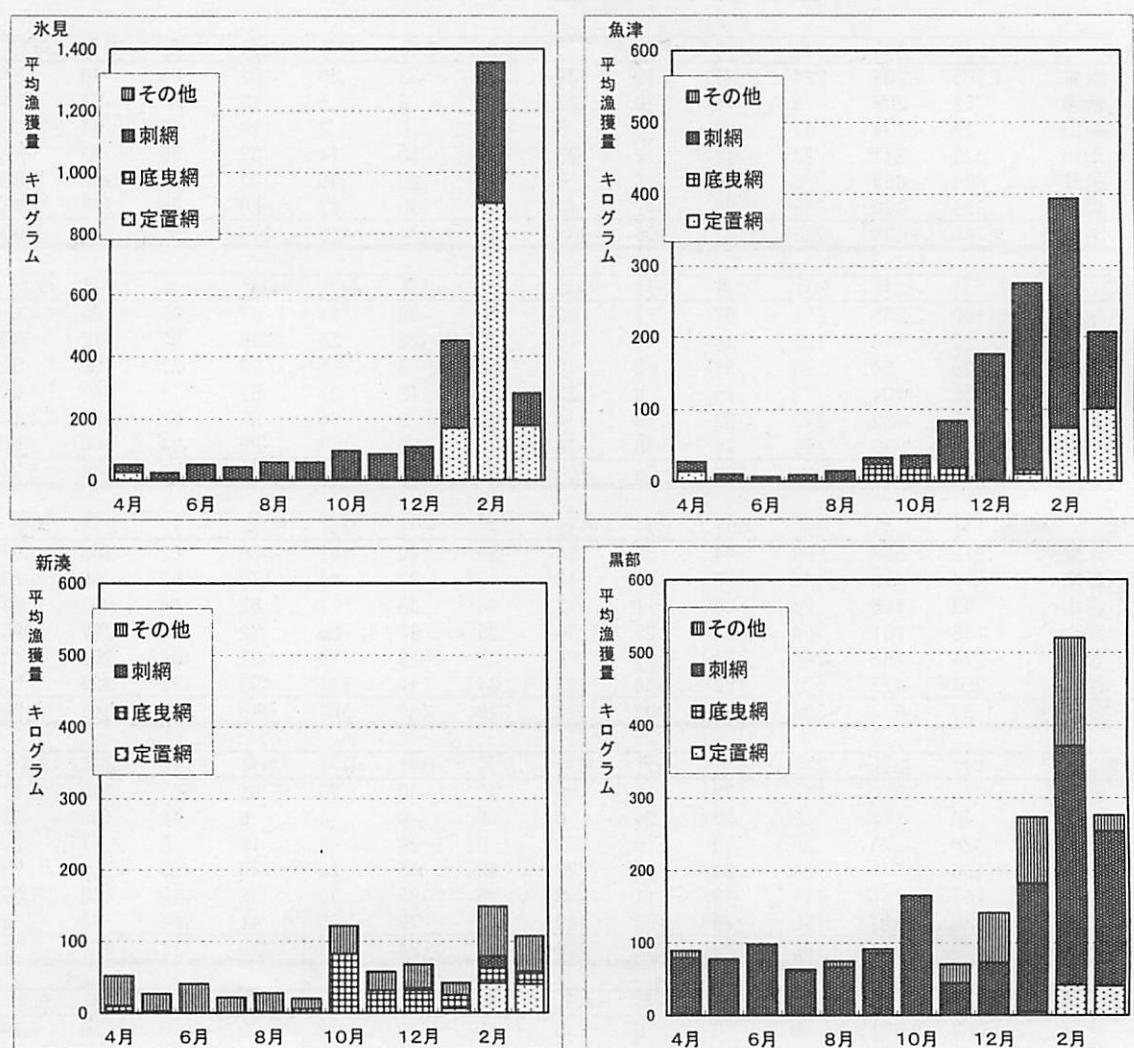 氷見
平均漁獲量 キログラム
1,400
1,200
1,000
800
600
400
200
0
その他
刺網
底曳網
定置網
4月 6月 8月 10月 12月 2月
魚津
平均漁獲量 キログラム
600
500
400
300
200
100
0
その他
刺網
底曳網
定置網
4月 6月 8月 10月 12月 2月
新湊
平均漁獲量 キログラム
600
500
400
300
200
100
0
その他
刺網
底曳網
定置網
4月 6月 8月 10月 12月 2月
黒部
平均漁獲量 キログラム
600
500
400
300
200
100
0
その他
刺網
底曳網
定置網
4月 6月 8月 10月 12月 2月